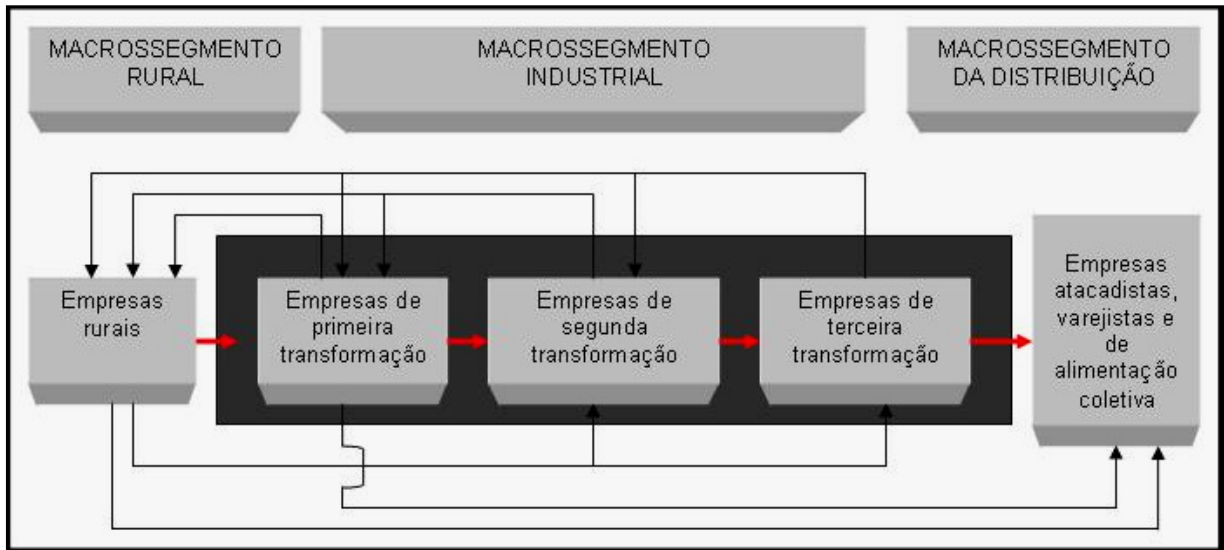 MACROSSEGMENTO
RURAL
MACROSSEGMENTO
INDUSTRIAL
MACROSSEGMENTO
DA DISTRIBUIÇÃO
Empresas
rurais
Empresas de
primeira
transformação
Empresas de
segunda
transformação
Empresas de
terceira
transformação
Empresas
atacadistas,
varejistas e
de
alimentação
coletiva